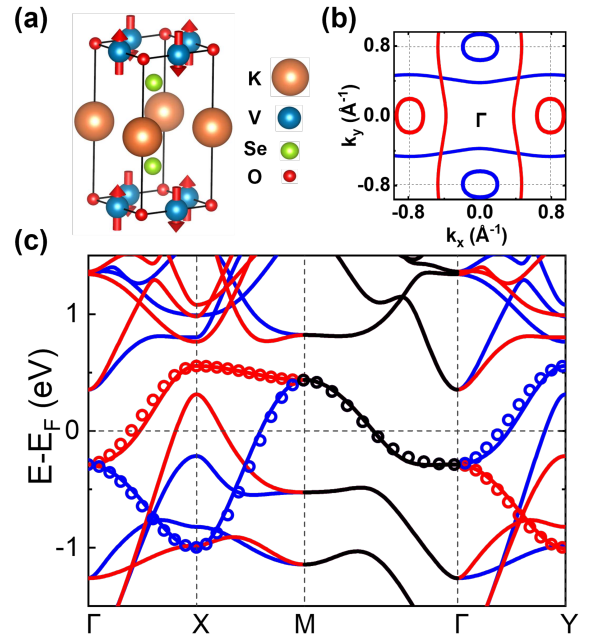 (a)
K
V
Se
O
(b)
k_y (Å⁻¹)
0.8
0.0
-0.8
Γ
-0.8 0.0 0.8
k_x (Å⁻¹)
(c)
E-E_F (eV)
1
0
-1
Γ X M Γ Y